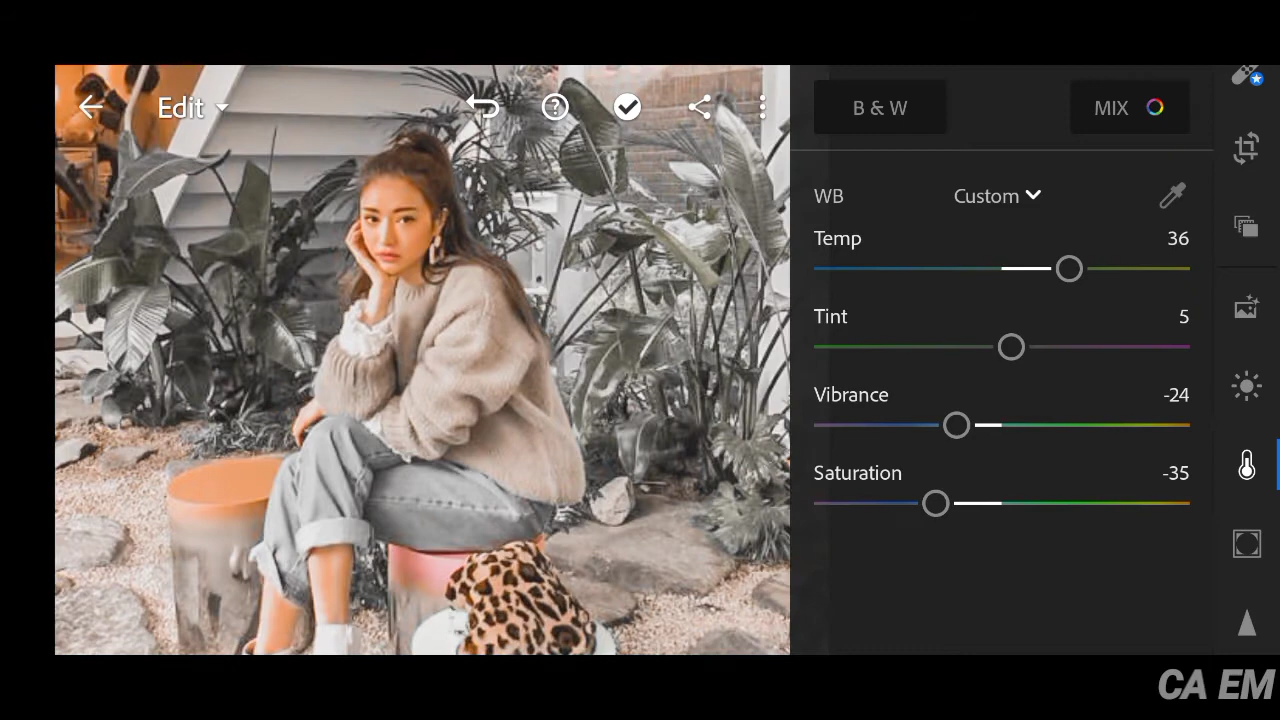 Edit
B & W
MIX
WB
Custom
Temp
36
Tint
5
Vibrance
-24
Saturation
-35
CA EM